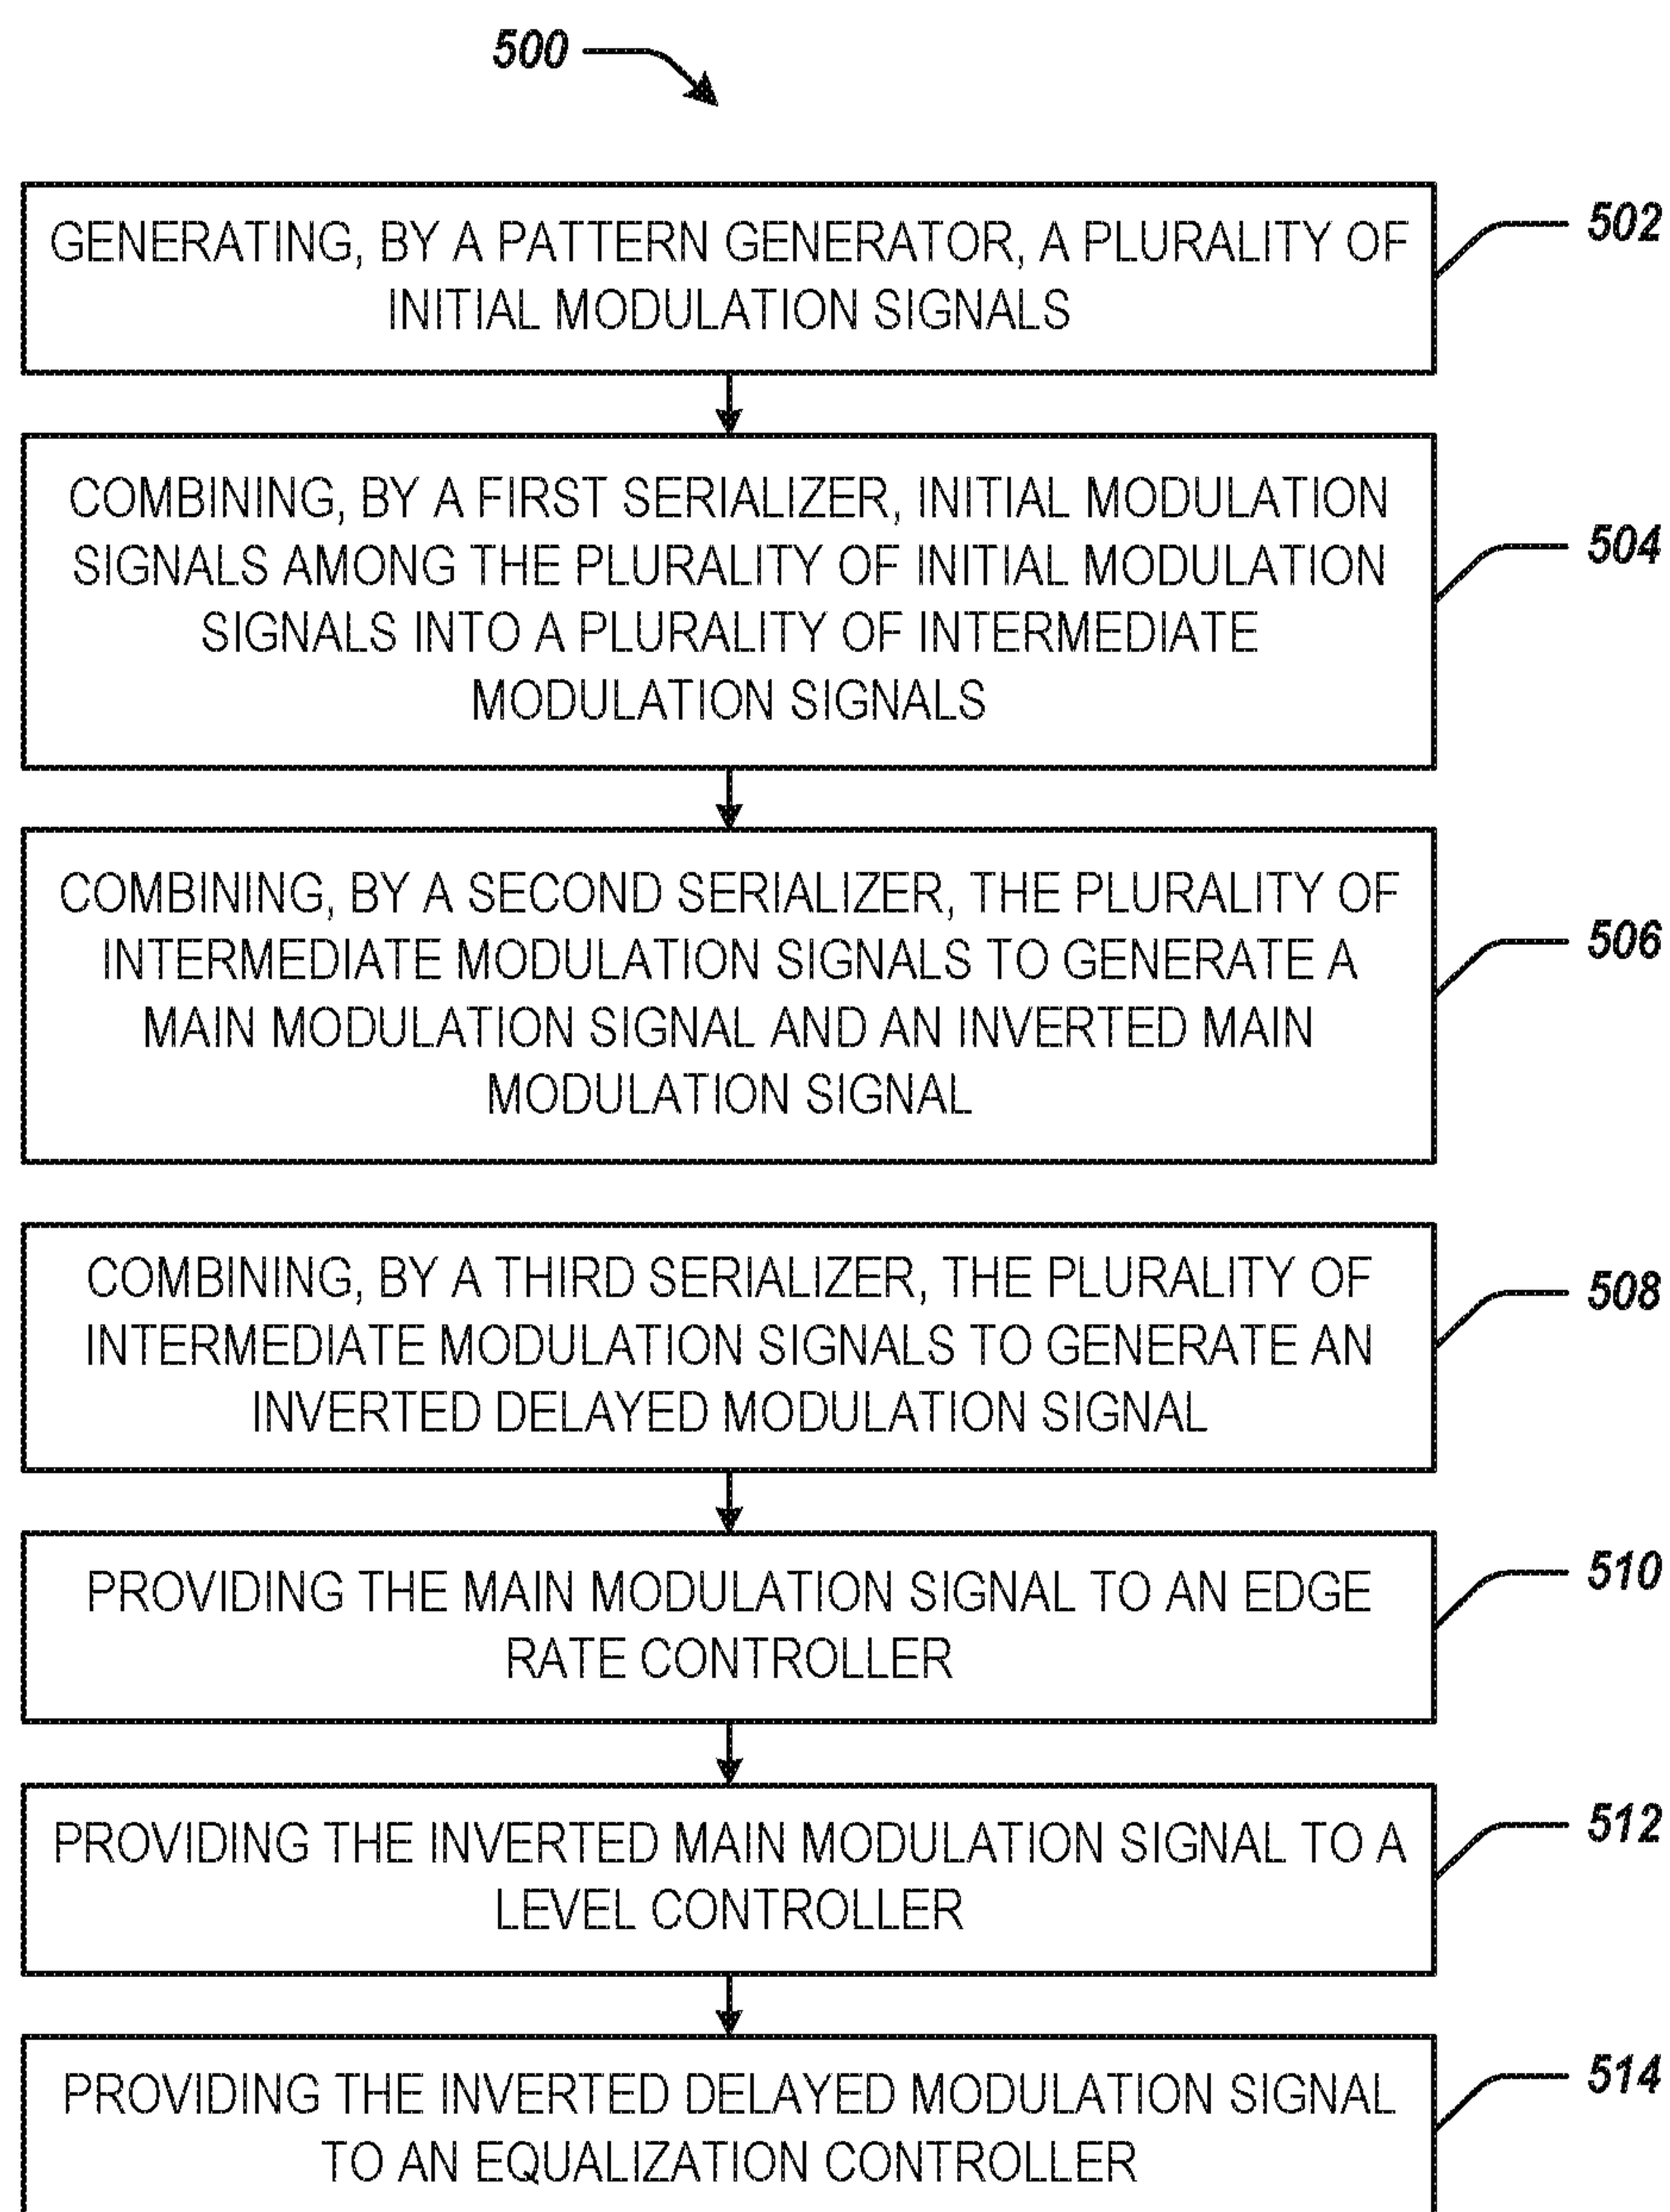 500
GENERATING, BY A PATTERN GENERATOR, A PLURALITY OF
INITIAL MODULATION SIGNALS
502
COMBINING, BY A FIRST SERIALIZER, INITIAL MODULATION
SIGNALS AMONG THE PLURALITY OF INITIAL MODULATION
SIGNALS INTO A PLURALITY OF INTERMEDIATE
MODULATION SIGNALS
504
COMBINING, BY A SECOND SERIALIZER, THE PLURALITY OF
INTERMEDIATE MODULATION SIGNALS TO GENERATE A
MAIN MODULATION SIGNAL AND AN INVERTED MAIN
MODULATION SIGNAL
506
COMBINING, BY A THIRD SERIALIZER, THE PLURALITY OF
INTERMEDIATE MODULATION SIGNALS TO GENERATE AN
INVERTED DELAYED MODULATION SIGNAL
508
PROVIDING THE MAIN MODULATION SIGNAL TO AN EDGE
RATE CONTROLLER
510
PROVIDING THE INVERTED MAIN MODULATION SIGNAL TO A
LEVEL CONTROLLER
512
PROVIDING THE INVERTED DELAYED MODULATION SIGNAL
TO AN EQUALIZATION CONTROLLER
514